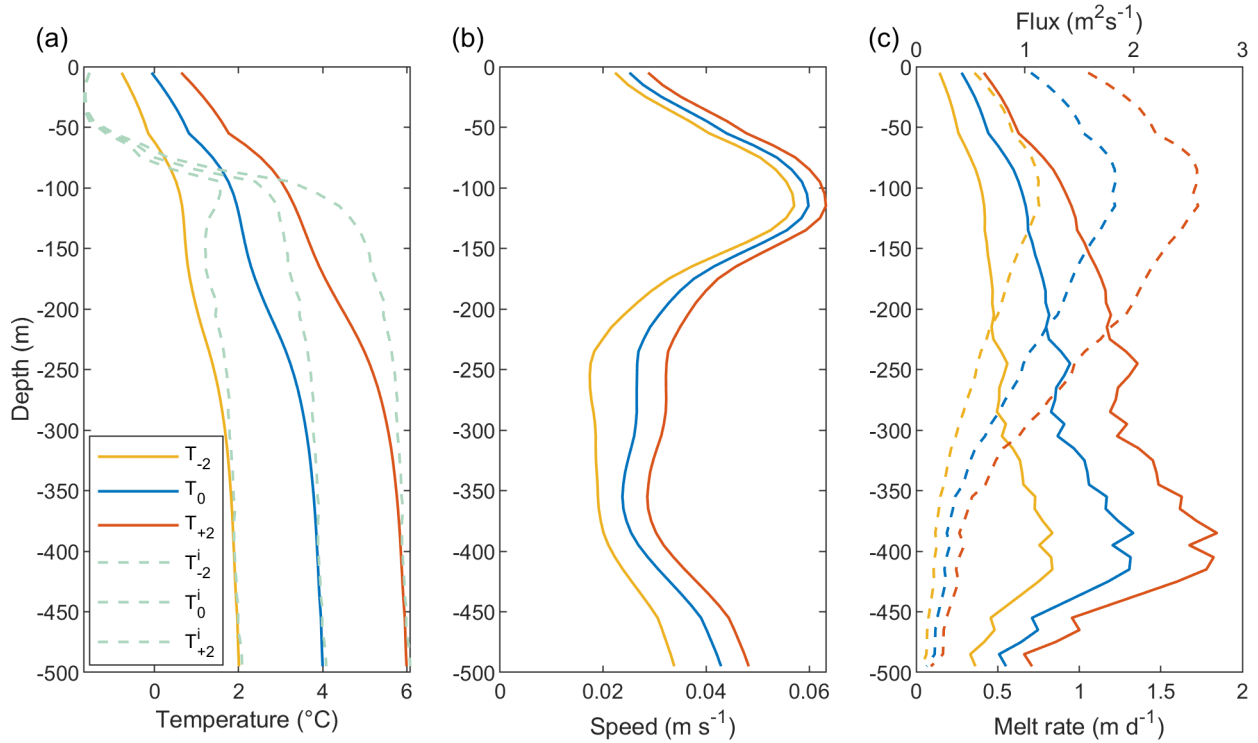 (a)
0
-50
-100
-150
-200
-250
-300
-350
-400
-450
-500
Depth (m)
T-2
T0
T+2
T^i-2
T^i0
T^i+2
0 2 4 6
Temperature (°C)
(b)
0
-50
-100
-150
-200
-250
-300
-350
-400
-450
-500
0 0.02 0.04 0.06
Speed (m s-1)
(c)
Flux (m2s-1)
0 1 2 3
0
-50
-100
-150
-200
-250
-300
-350
-400
-450
-500
0 0.5 1 1.5 2
Melt rate (m d-1)